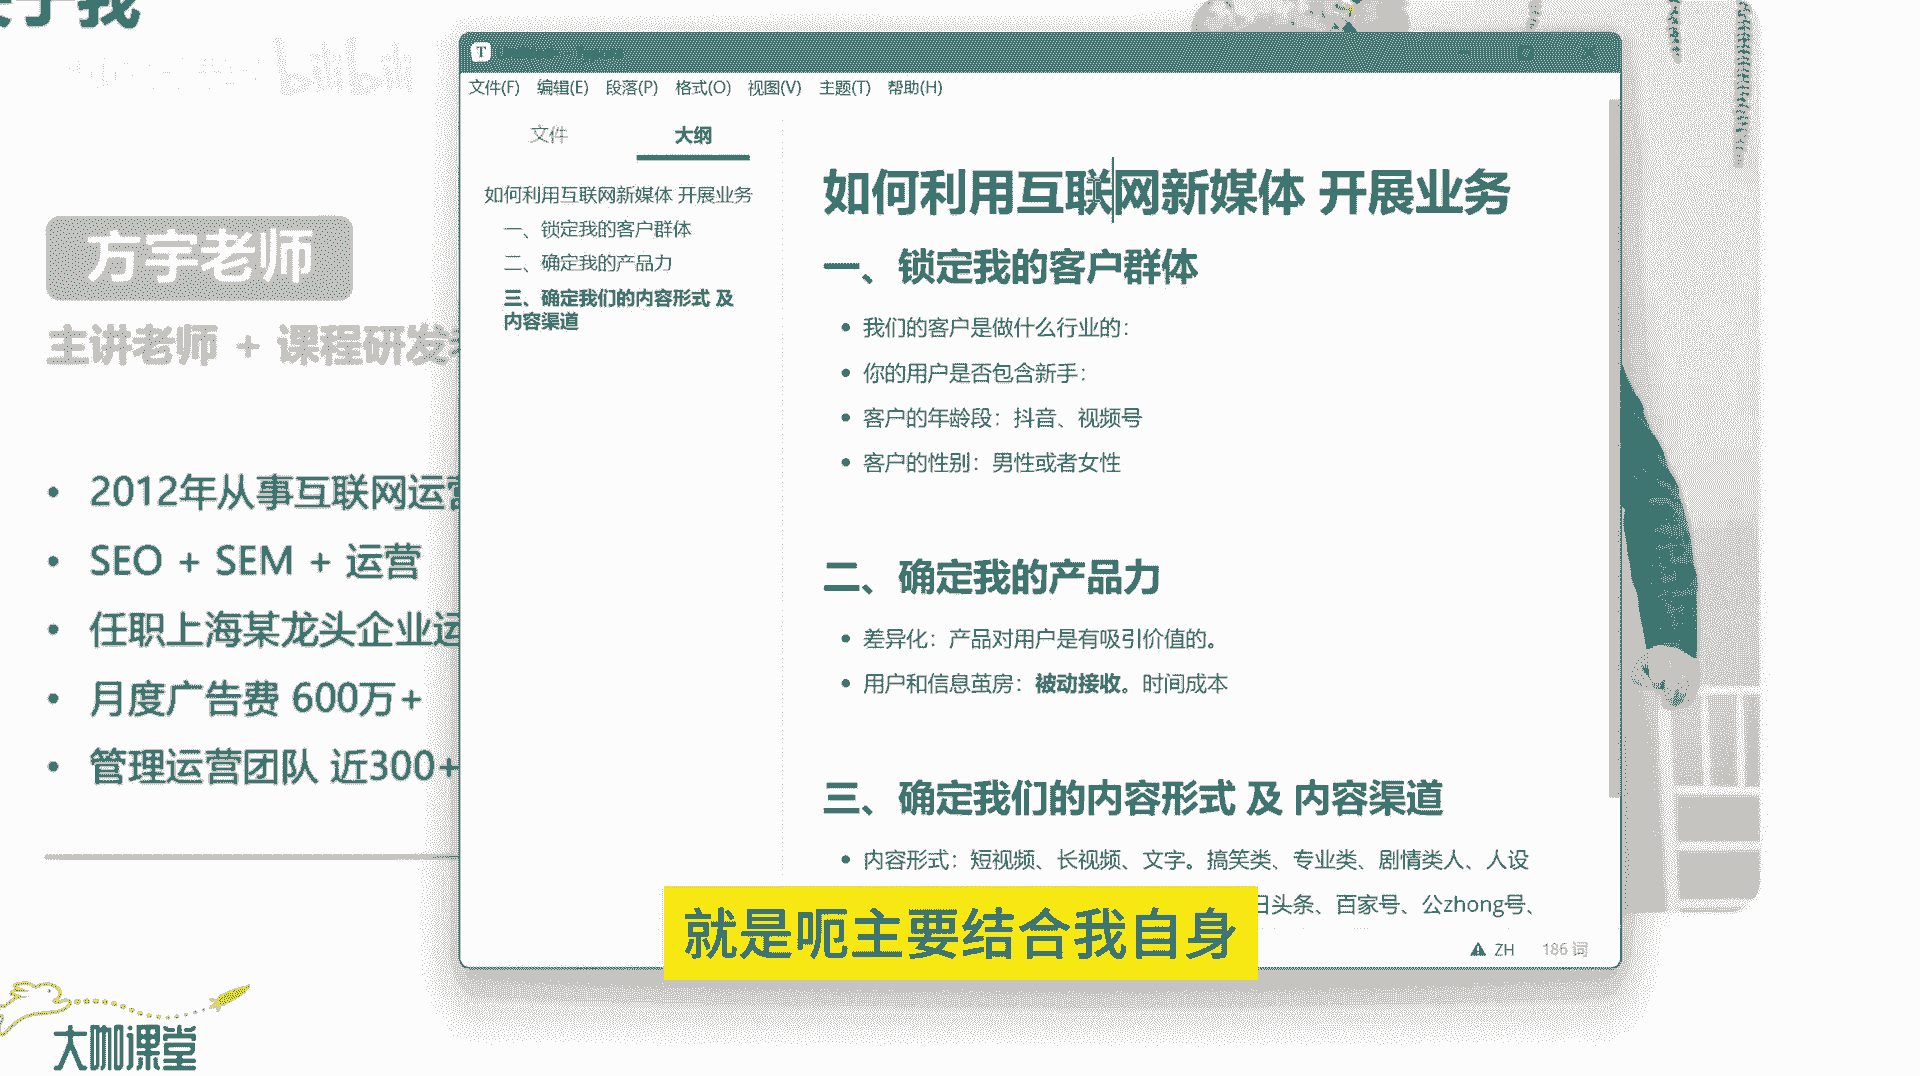 于我
bilibili
方宇老师
主讲老师 + 课程研发
2012年从事互联网运营
SEO + SEM + 运营
任职上海某龙头企业运
月度广告费 600万+
管理运营团队 近300+
大咖课堂
T
文件(F) 编辑(E) 段落(P) 格式(O) 视图(V) 主题(T) 帮助(H)
文件 大纲
如何利用互联网新媒体 开展业务
一、锁定我的客户群体
二、确定我的产品力
三、确定我们的内容形式 及
内容渠道
如何利用互联网新媒体 开展业务
一、锁定我的客户群体
我们的客户是做什么行业的：
你的用户是否包含新手：
客户的年龄段：抖音、视频号
客户的性别：男性或者女性
二、确定我的产品力
差异化：产品对用户是有吸引价值的。
用户和信息茧房：被动接收。时间成本
三、确定我们的内容形式 及 内容渠道
内容形式：短视频、长视频、文字。搞笑类、专业类、剧情类人、人设
日头条、百家号、公zhong号、
ZH 186 词
就是呃主要结合我自身